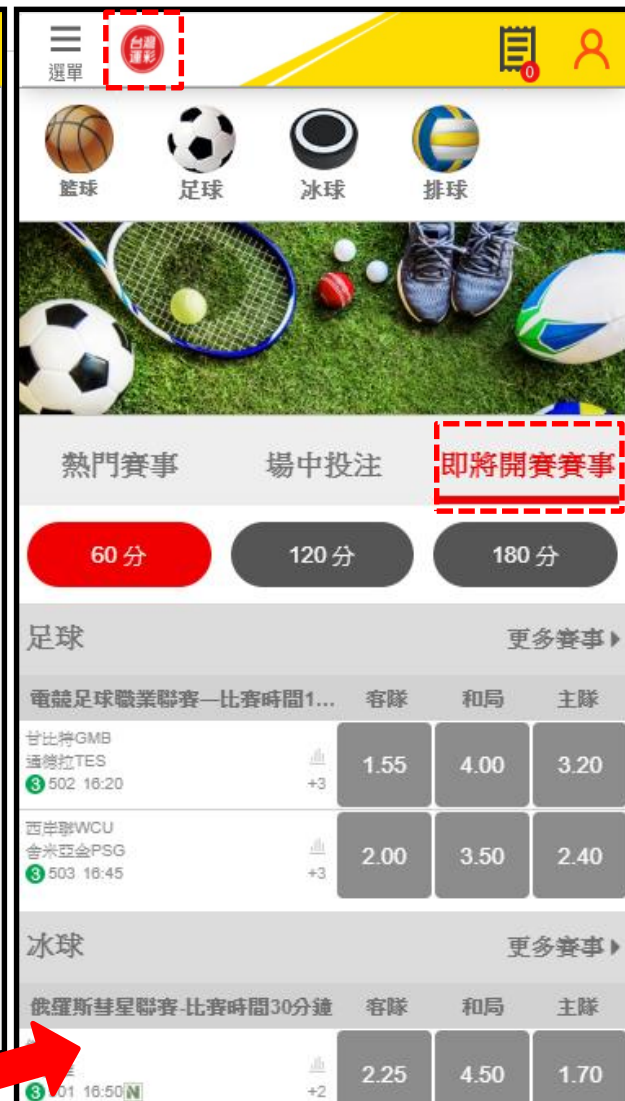 選單
台灣
運彩
0
籃球 足球 冰球 排球
熱門賽事 場中投注 即將開賽賽事
60 分 120 分 180 分
足球 更多賽事
電競足球職業聯賽—比賽時間1... 客隊 和局 主隊
甘比特GMB
通德拉TES
3 502 16:20 +3 1.55 4.00 3.20
西岸聯WCU
舍米亞金PSG
3 503 16:45 +3 2.00 3.50 2.40
冰球 更多賽事
俄羅斯彗星聯賽-比賽時間30分鐘 客隊 和局 主隊
3 01 16:50 N +2 2.25 4.50 1.70